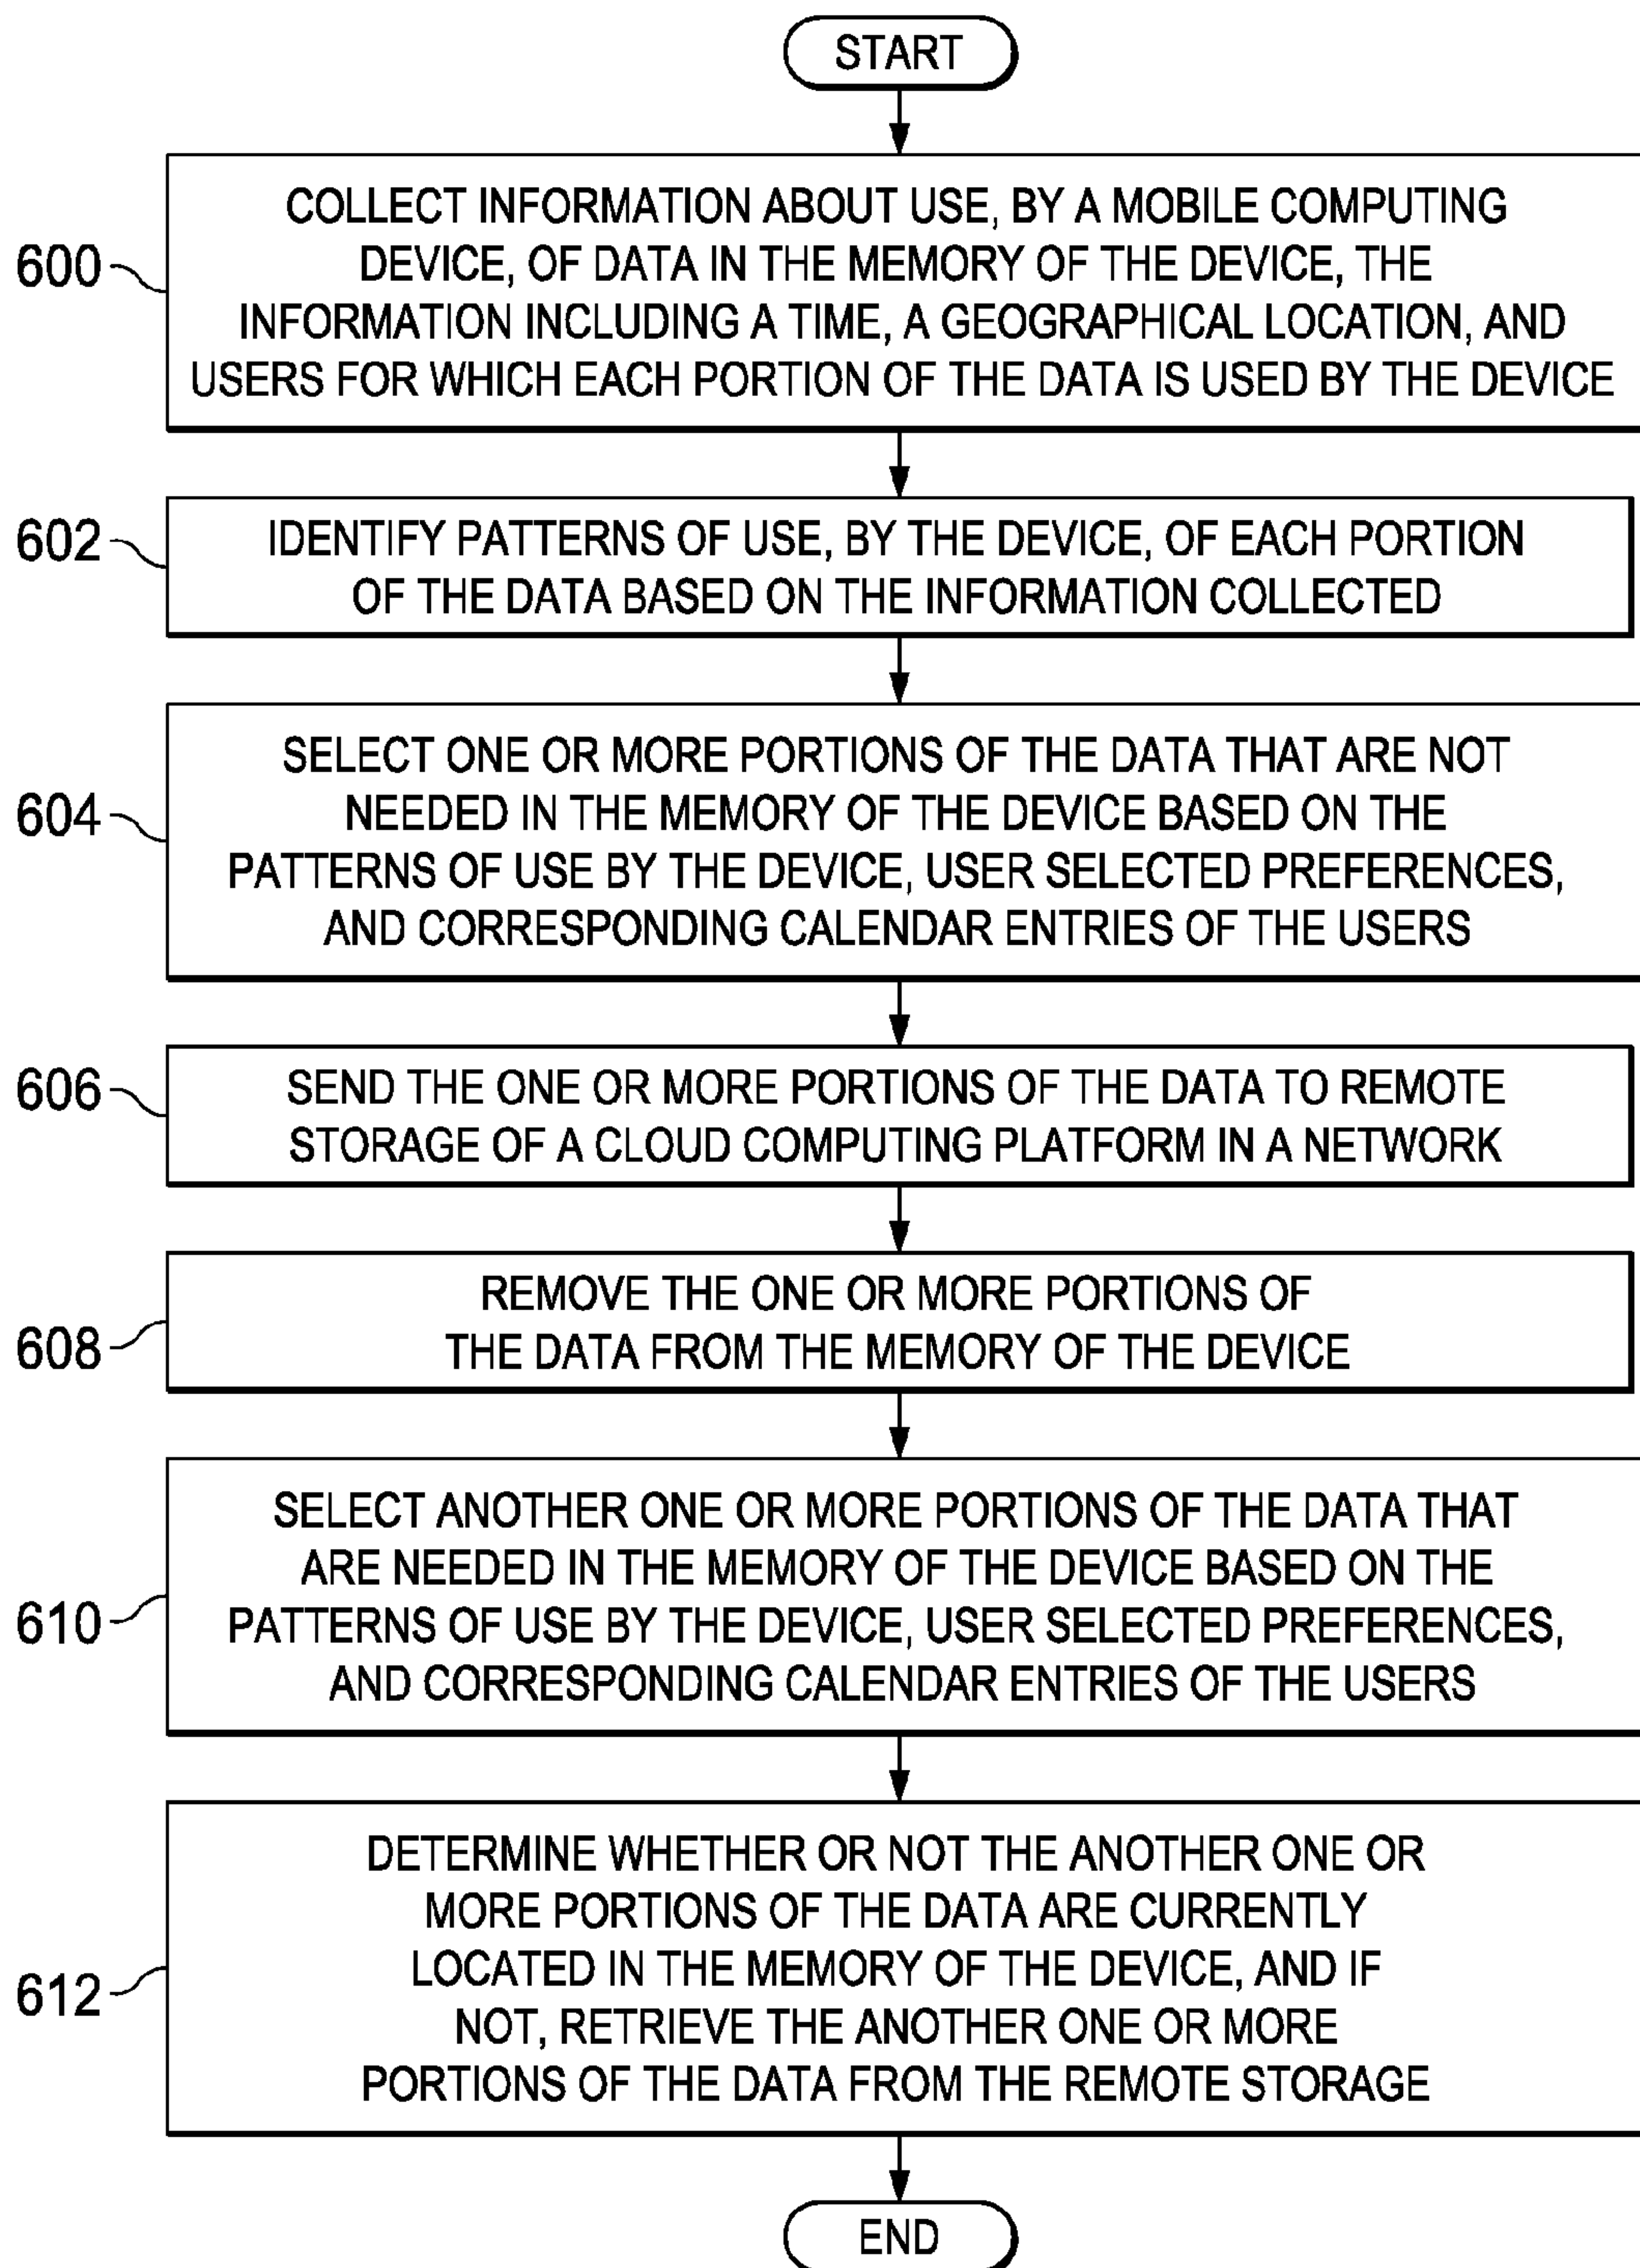 START
600
COLLECT INFORMATION ABOUT USE, BY A MOBILE COMPUTING
DEVICE, OF DATA IN THE MEMORY OF THE DEVICE, THE
INFORMATION INCLUDING A TIME, A GEOGRAPHICAL LOCATION, AND
USERS FOR WHICH EACH PORTION OF THE DATA IS USED BY THE DEVICE
602
IDENTIFY PATTERNS OF USE, BY THE DEVICE, OF EACH PORTION
OF THE DATA BASED ON THE INFORMATION COLLECTED
604
SELECT ONE OR MORE PORTIONS OF THE DATA THAT ARE NOT
NEEDED IN THE MEMORY OF THE DEVICE BASED ON THE
PATTERNS OF USE BY THE DEVICE, USER SELECTED PREFERENCES,
AND CORRESPONDING CALENDAR ENTRIES OF THE USERS
606
SEND THE ONE OR MORE PORTIONS OF THE DATA TO REMOTE
STORAGE OF A CLOUD COMPUTING PLATFORM IN A NETWORK
608
REMOVE THE ONE OR MORE PORTIONS OF
THE DATA FROM THE MEMORY OF THE DEVICE
610
SELECT ANOTHER ONE OR MORE PORTIONS OF THE DATA THAT
ARE NEEDED IN THE MEMORY OF THE DEVICE BASED ON THE
PATTERNS OF USE BY THE DEVICE, USER SELECTED PREFERENCES,
AND CORRESPONDING CALENDAR ENTRIES OF THE USERS
612
DETERMINE WHETHER OR NOT THE ANOTHER ONE OR
MORE PORTIONS OF THE DATA ARE CURRENTLY
LOCATED IN THE MEMORY OF THE DEVICE, AND IF
NOT, RETRIEVE THE ANOTHER ONE OR MORE
PORTIONS OF THE DATA FROM THE REMOTE STORAGE
END